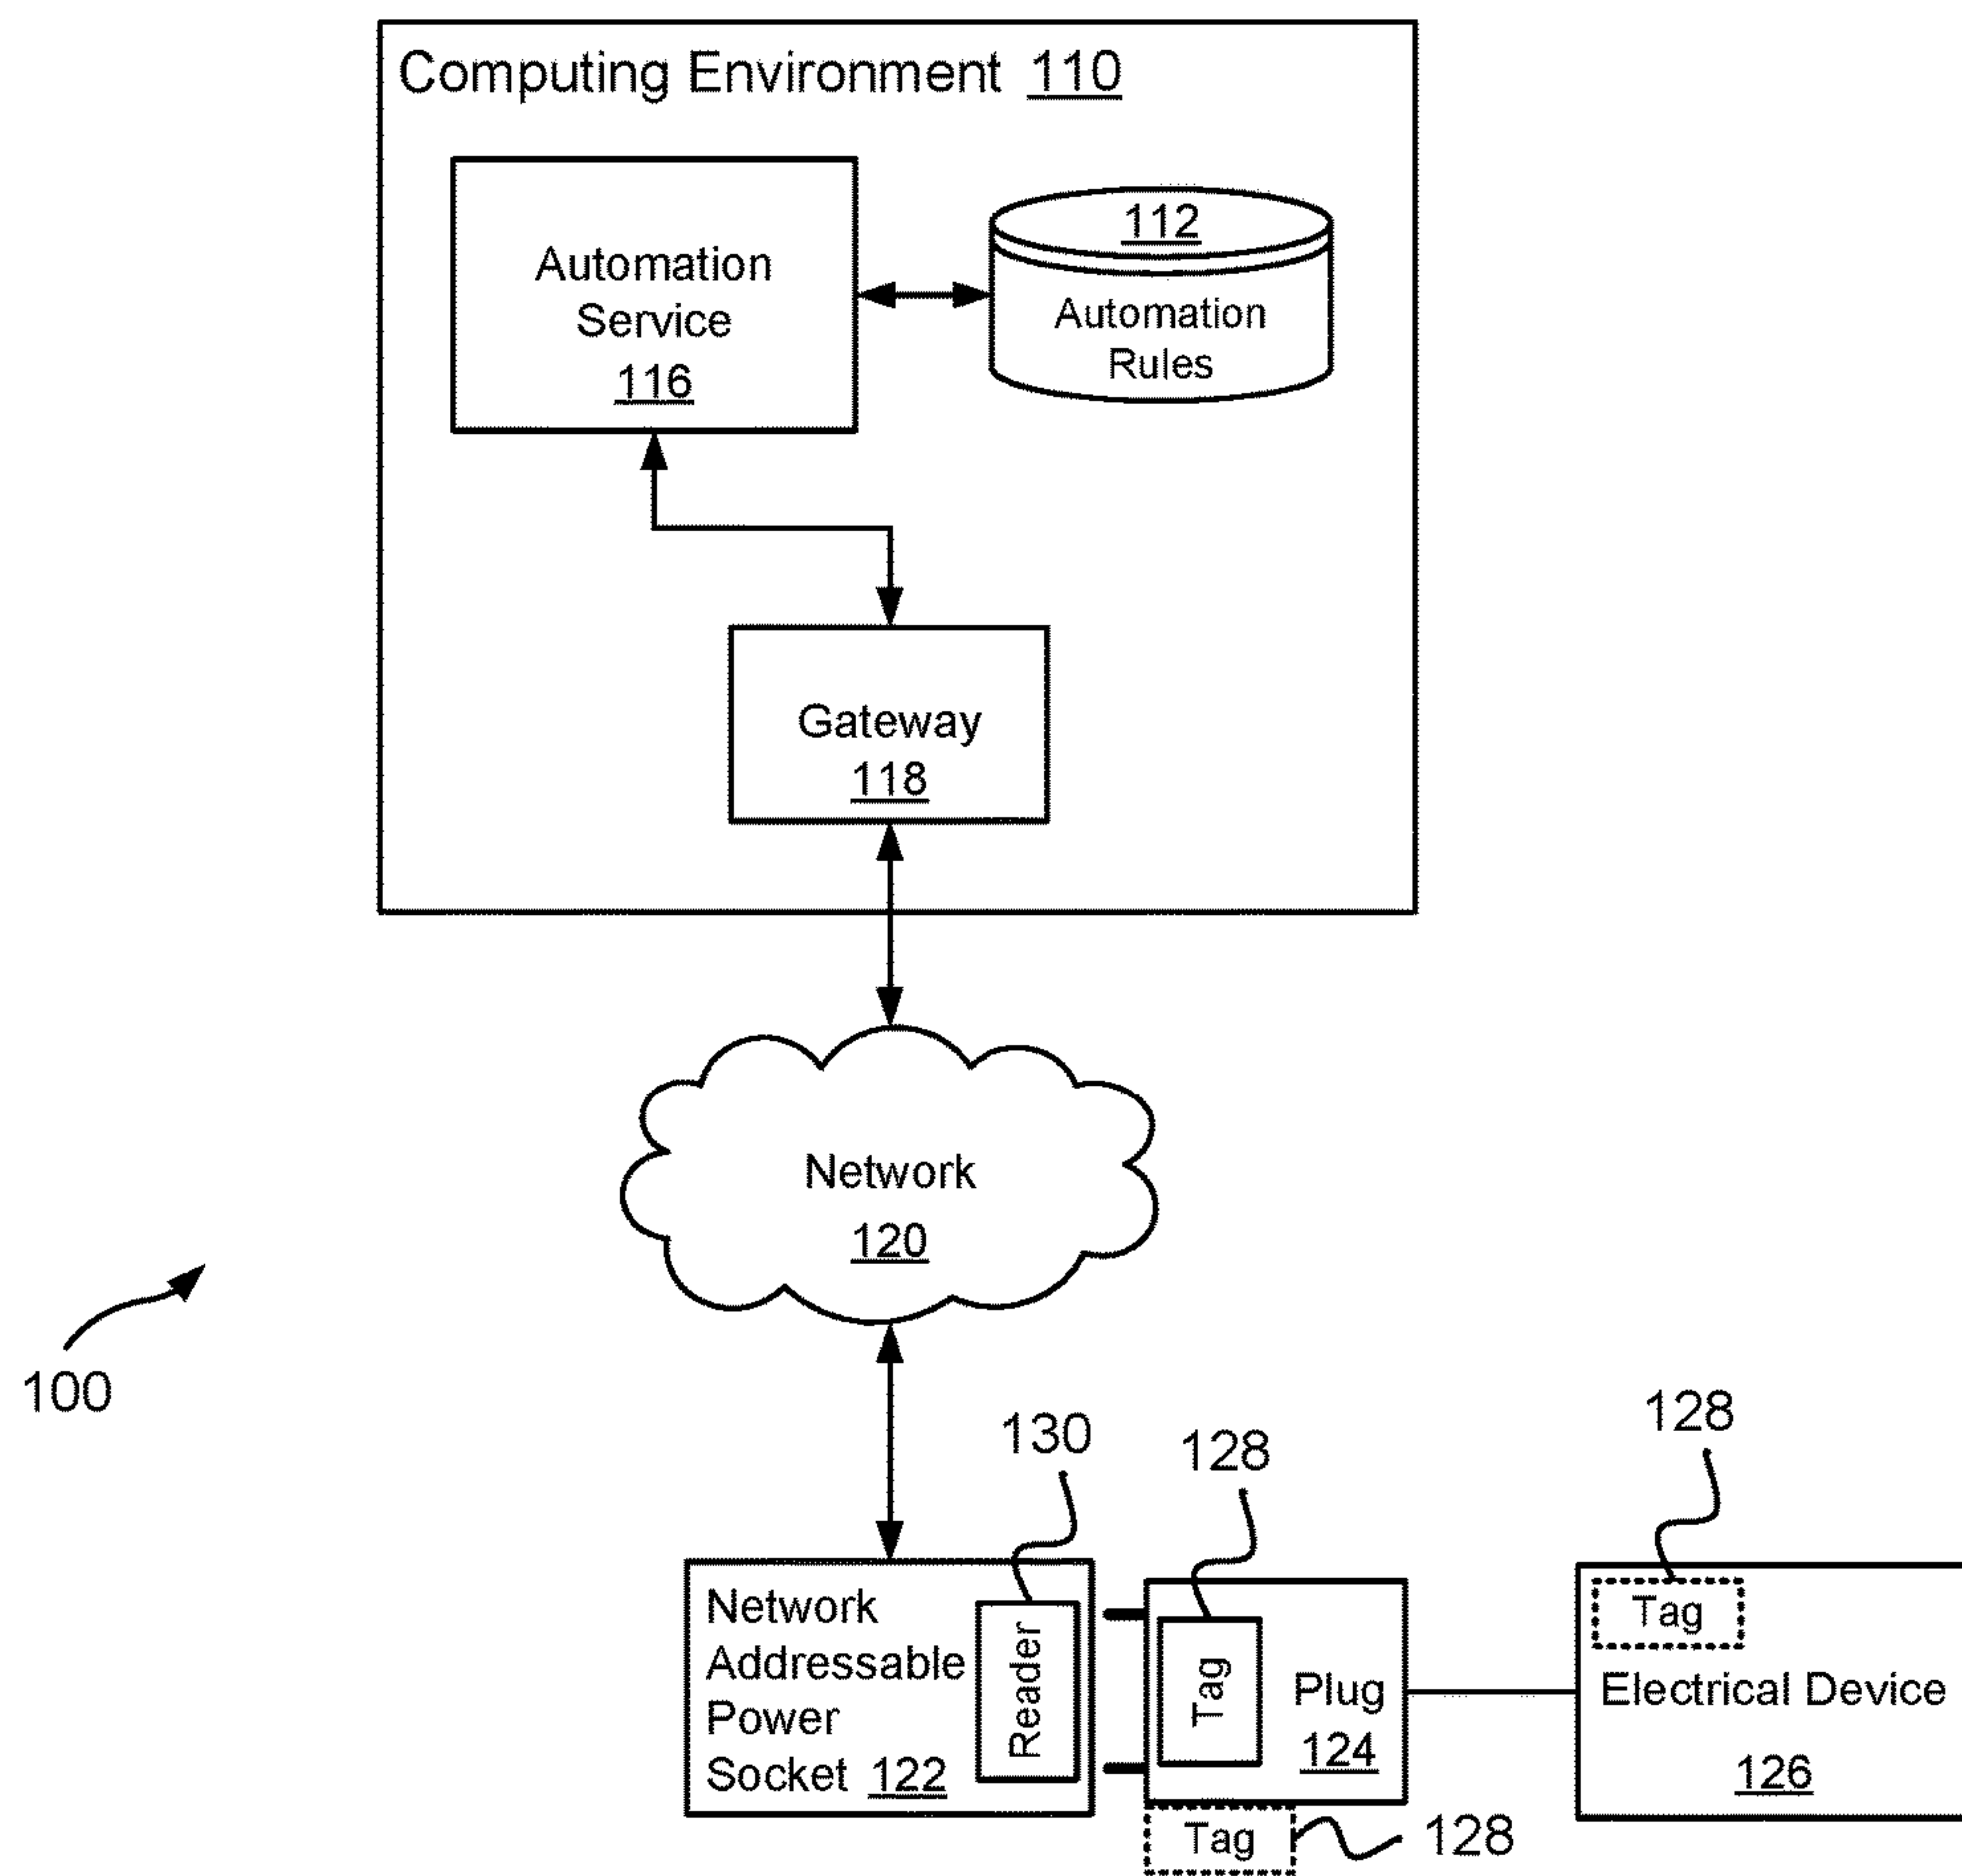 Computing Environment 110
Automation
Service
116
112
Automation
Rules
Gateway
118
Network
120
100
130
128
128
Network
Addressable
Power
Socket 122
Reader
Tag
Plug
124
Tag
Electrical Device
126
Tag
128